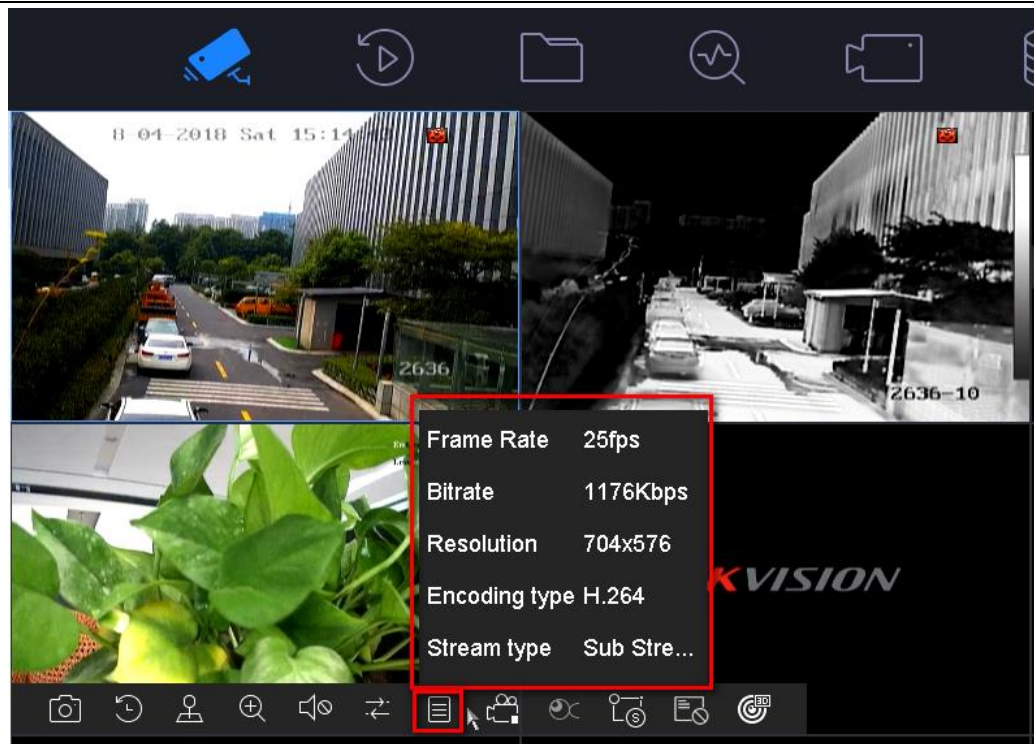 8-04-2018 Sat 15:14
2636
2636-10
Frame Rate 25fps
Bitrate 1176Kbps
Resolution 704x576
Encoding type H.264
Stream type Sub Stre...
KVISION
S
3D